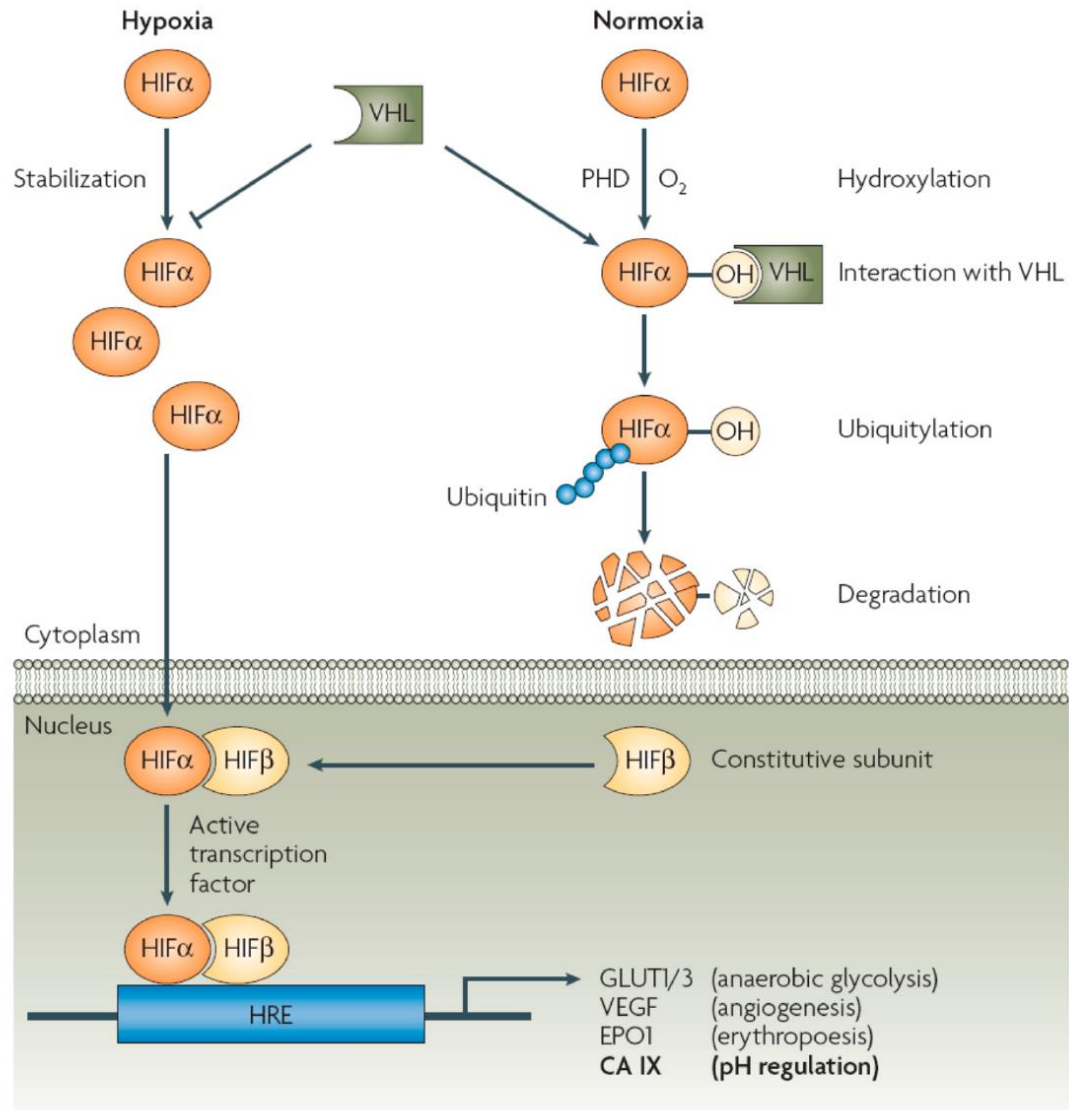 Hypoxia
Normoxia
HIFα
HIFα
VHL
Stabilization
PHD O₂
Hydroxylation
HIFα
HIFα
OH
VHL
Interaction with VHL
HIFα
HIFα
HIFα
OH
Ubiquitylation
Ubiquitin
Degradation
Cytoplasm
Nucleus
HIFα
HIFβ
HIFβ
Constitutive subunit
Active
transcription
factor
HIFα
HIFβ
HRE
GLUT1/3 (anaerobic glycolysis)
VEGF (angiogenesis)
EPO1 (erythropoesis)
CA IX (pH regulation)